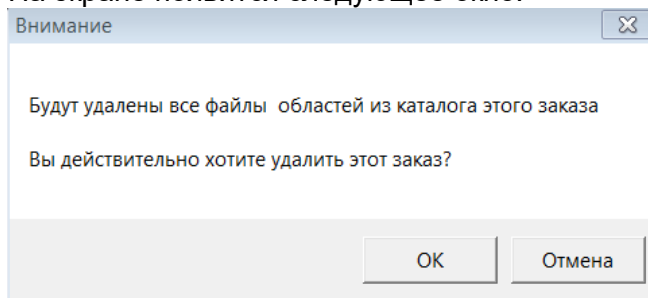 На экране появится следующее окно:
Внимание
Будут удалены все файлы областей из каталога этого заказа
Вы действительно хотите удалить этот заказ?
ОК
Отмена